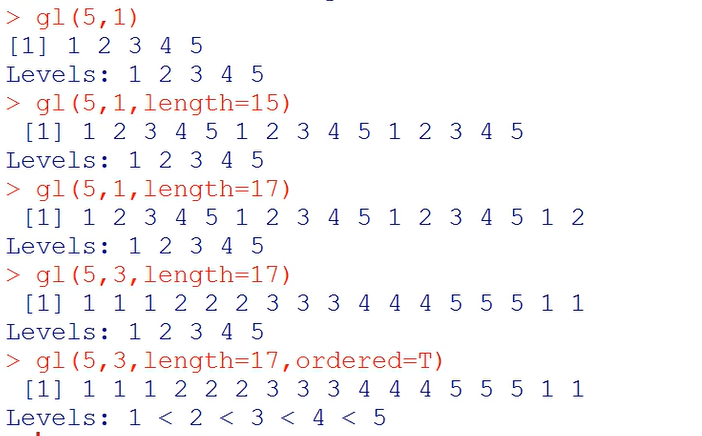 > gl(5,1)
[1] 1 2 3 4 5
Levels: 1 2 3 4 5
> gl(5,1,length=15)
 [1] 1 2 3 4 5 1 2 3 4 5 1 2 3 4 5
Levels: 1 2 3 4 5
> gl(5,1,length=17)
 [1] 1 2 3 4 5 1 2 3 4 5 1 2 3 4 5 1 2
Levels: 1 2 3 4 5
> gl(5,3,length=17)
 [1] 1 1 1 2 2 2 3 3 3 4 4 4 5 5 5 1 1
Levels: 1 2 3 4 5
> gl(5,3,length=17,ordered=T)
 [1] 1 1 1 2 2 2 3 3 3 4 4 4 5 5 5 1 1
Levels: 1 < 2 < 3 < 4 < 5